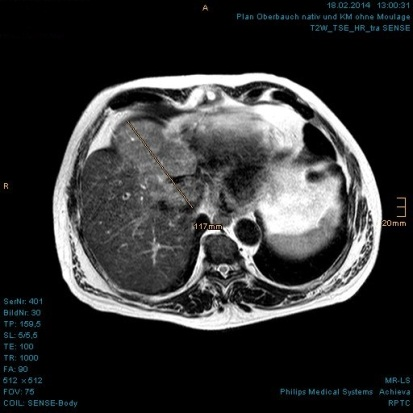 A
18.02.2014 13:00:31
Plan Oberbauch nativ und KM ohne Moulage
T2W_TSE_HR_tra SENSE
R
117mm
20mm
SerNr: 401
BildNr: 30
TP: 159,5
SL: 5/5,5
TE: 100
TR: 1000
FA: 90
512 x512
FOV: 75
COIL: SENSE-Body
MR-LS
Philips Medical Systems Achieva
RPTC